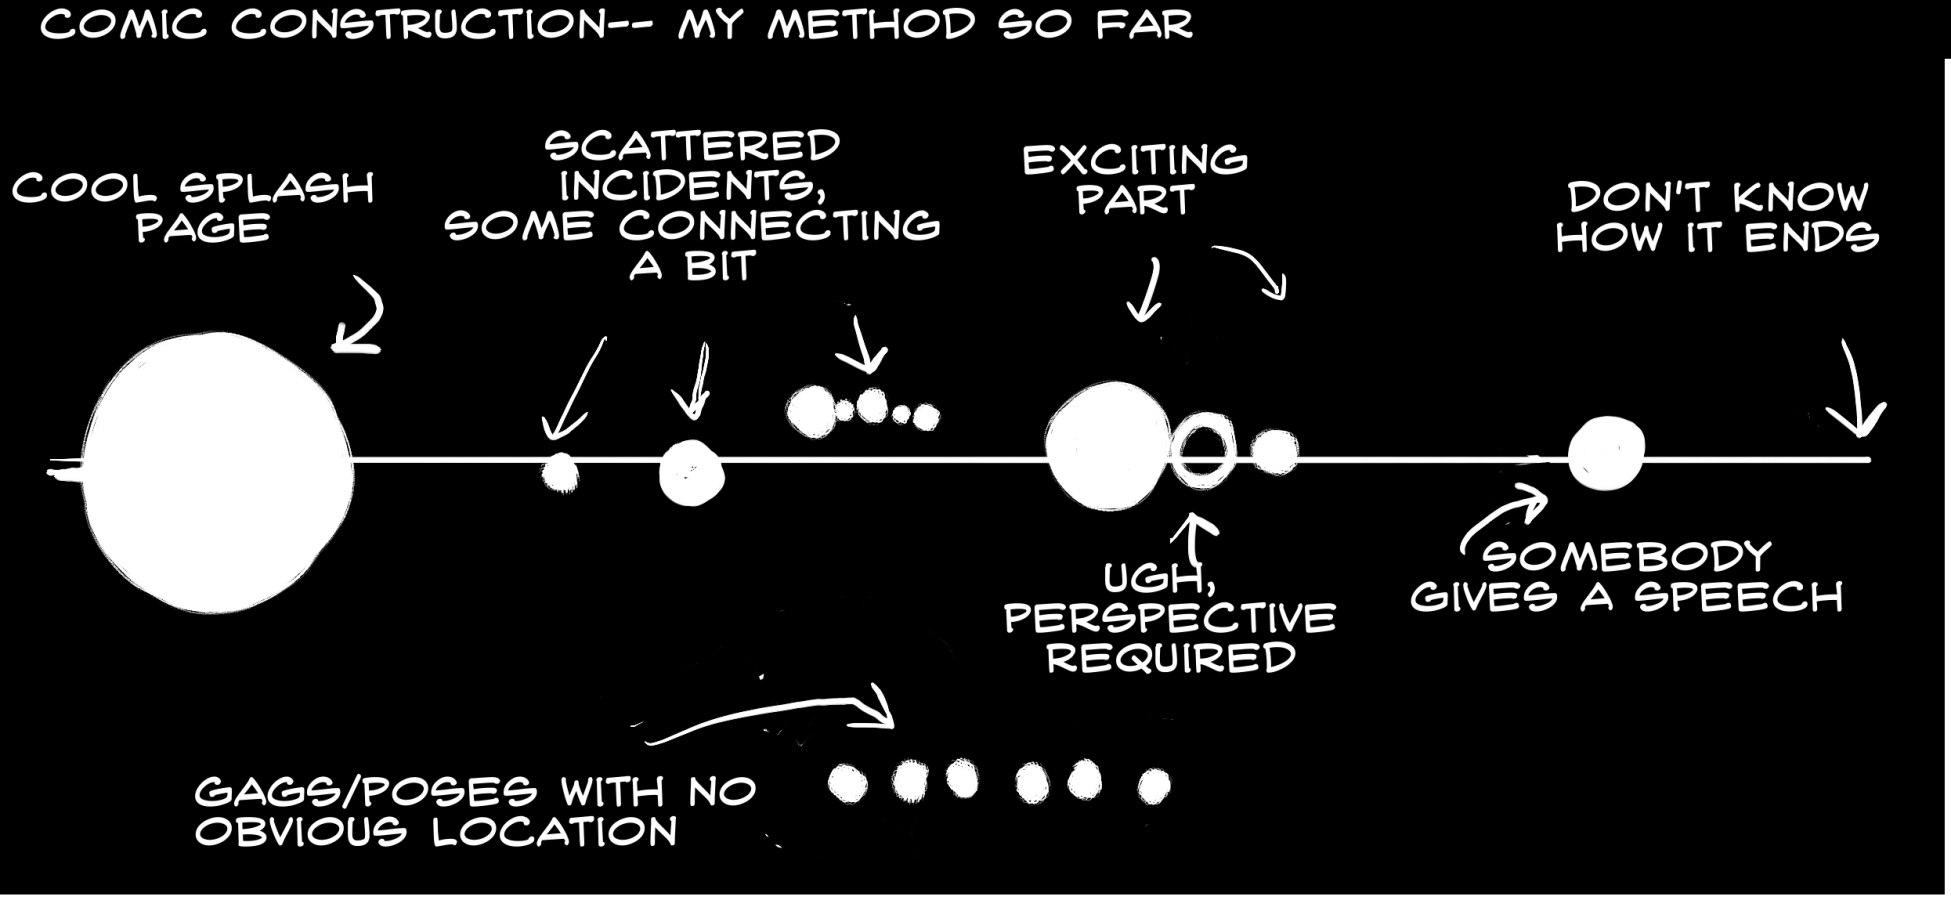 COMIC CONSTRUCTION-- MY METHOD SO FAR
COOL SPLASH
PAGE
SCATTERED
INCIDENTS,
SOME CONNECTING
A BIT
EXCITING
PART
DON'T KNOW
HOW IT ENDS
UGH,
PERSPECTIVE
REQUIRED
SOMEBODY
GIVES A SPEECH
GAGS/POSES WITH NO
OBVIOUS LOCATION